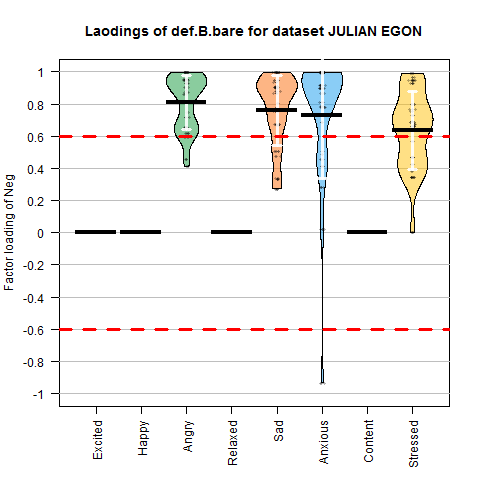 Laodings of def.B.bare for dataset JULIAN EGON
Factor loading of Neg
1
0.8
0.6
0.4
0.2
0
-0.2
-0.4
-0.6
-0.8
-1
Excited
Happy
Angry
Relaxed
Sad
Anxious
Content
Stressed